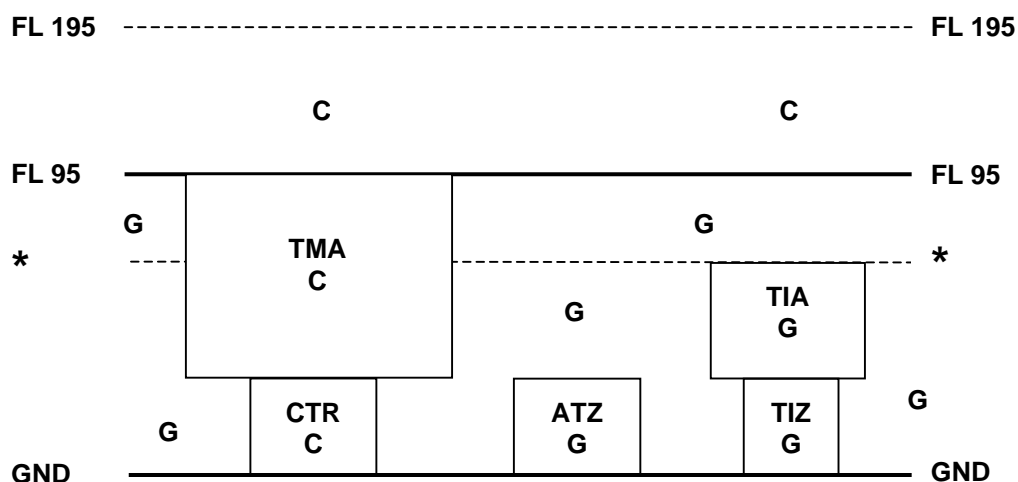 FL 195 FL 195
C C
FL 95 FL 95
G G
TMA
C
* *
TIA
G
G
G
CTR
C
ATZ
G
TIZ
G
G
GND GND